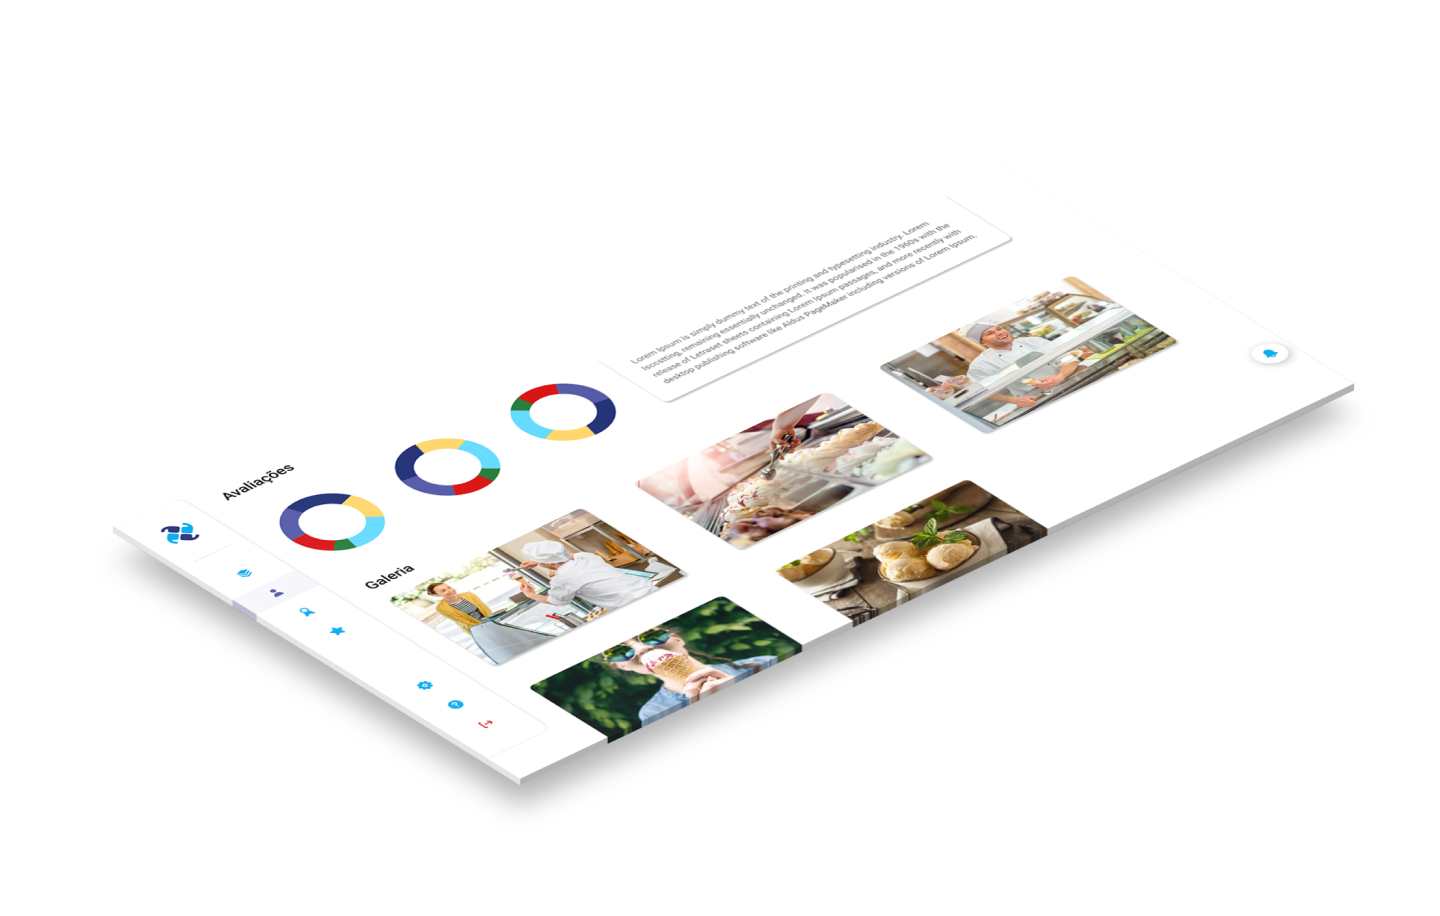 Lorem Ipsum is simply dummy text of the printing and typesetting industry. Lorem
remaining essentially unchanged. It was popularised in the 1960s with the
release of Letraset sheets containing Lorem Ipsum passages, and more recently with
desktop publishing software like Aldus PageMaker including versions of Lorem Ipsum.
Avaliações
Galeria